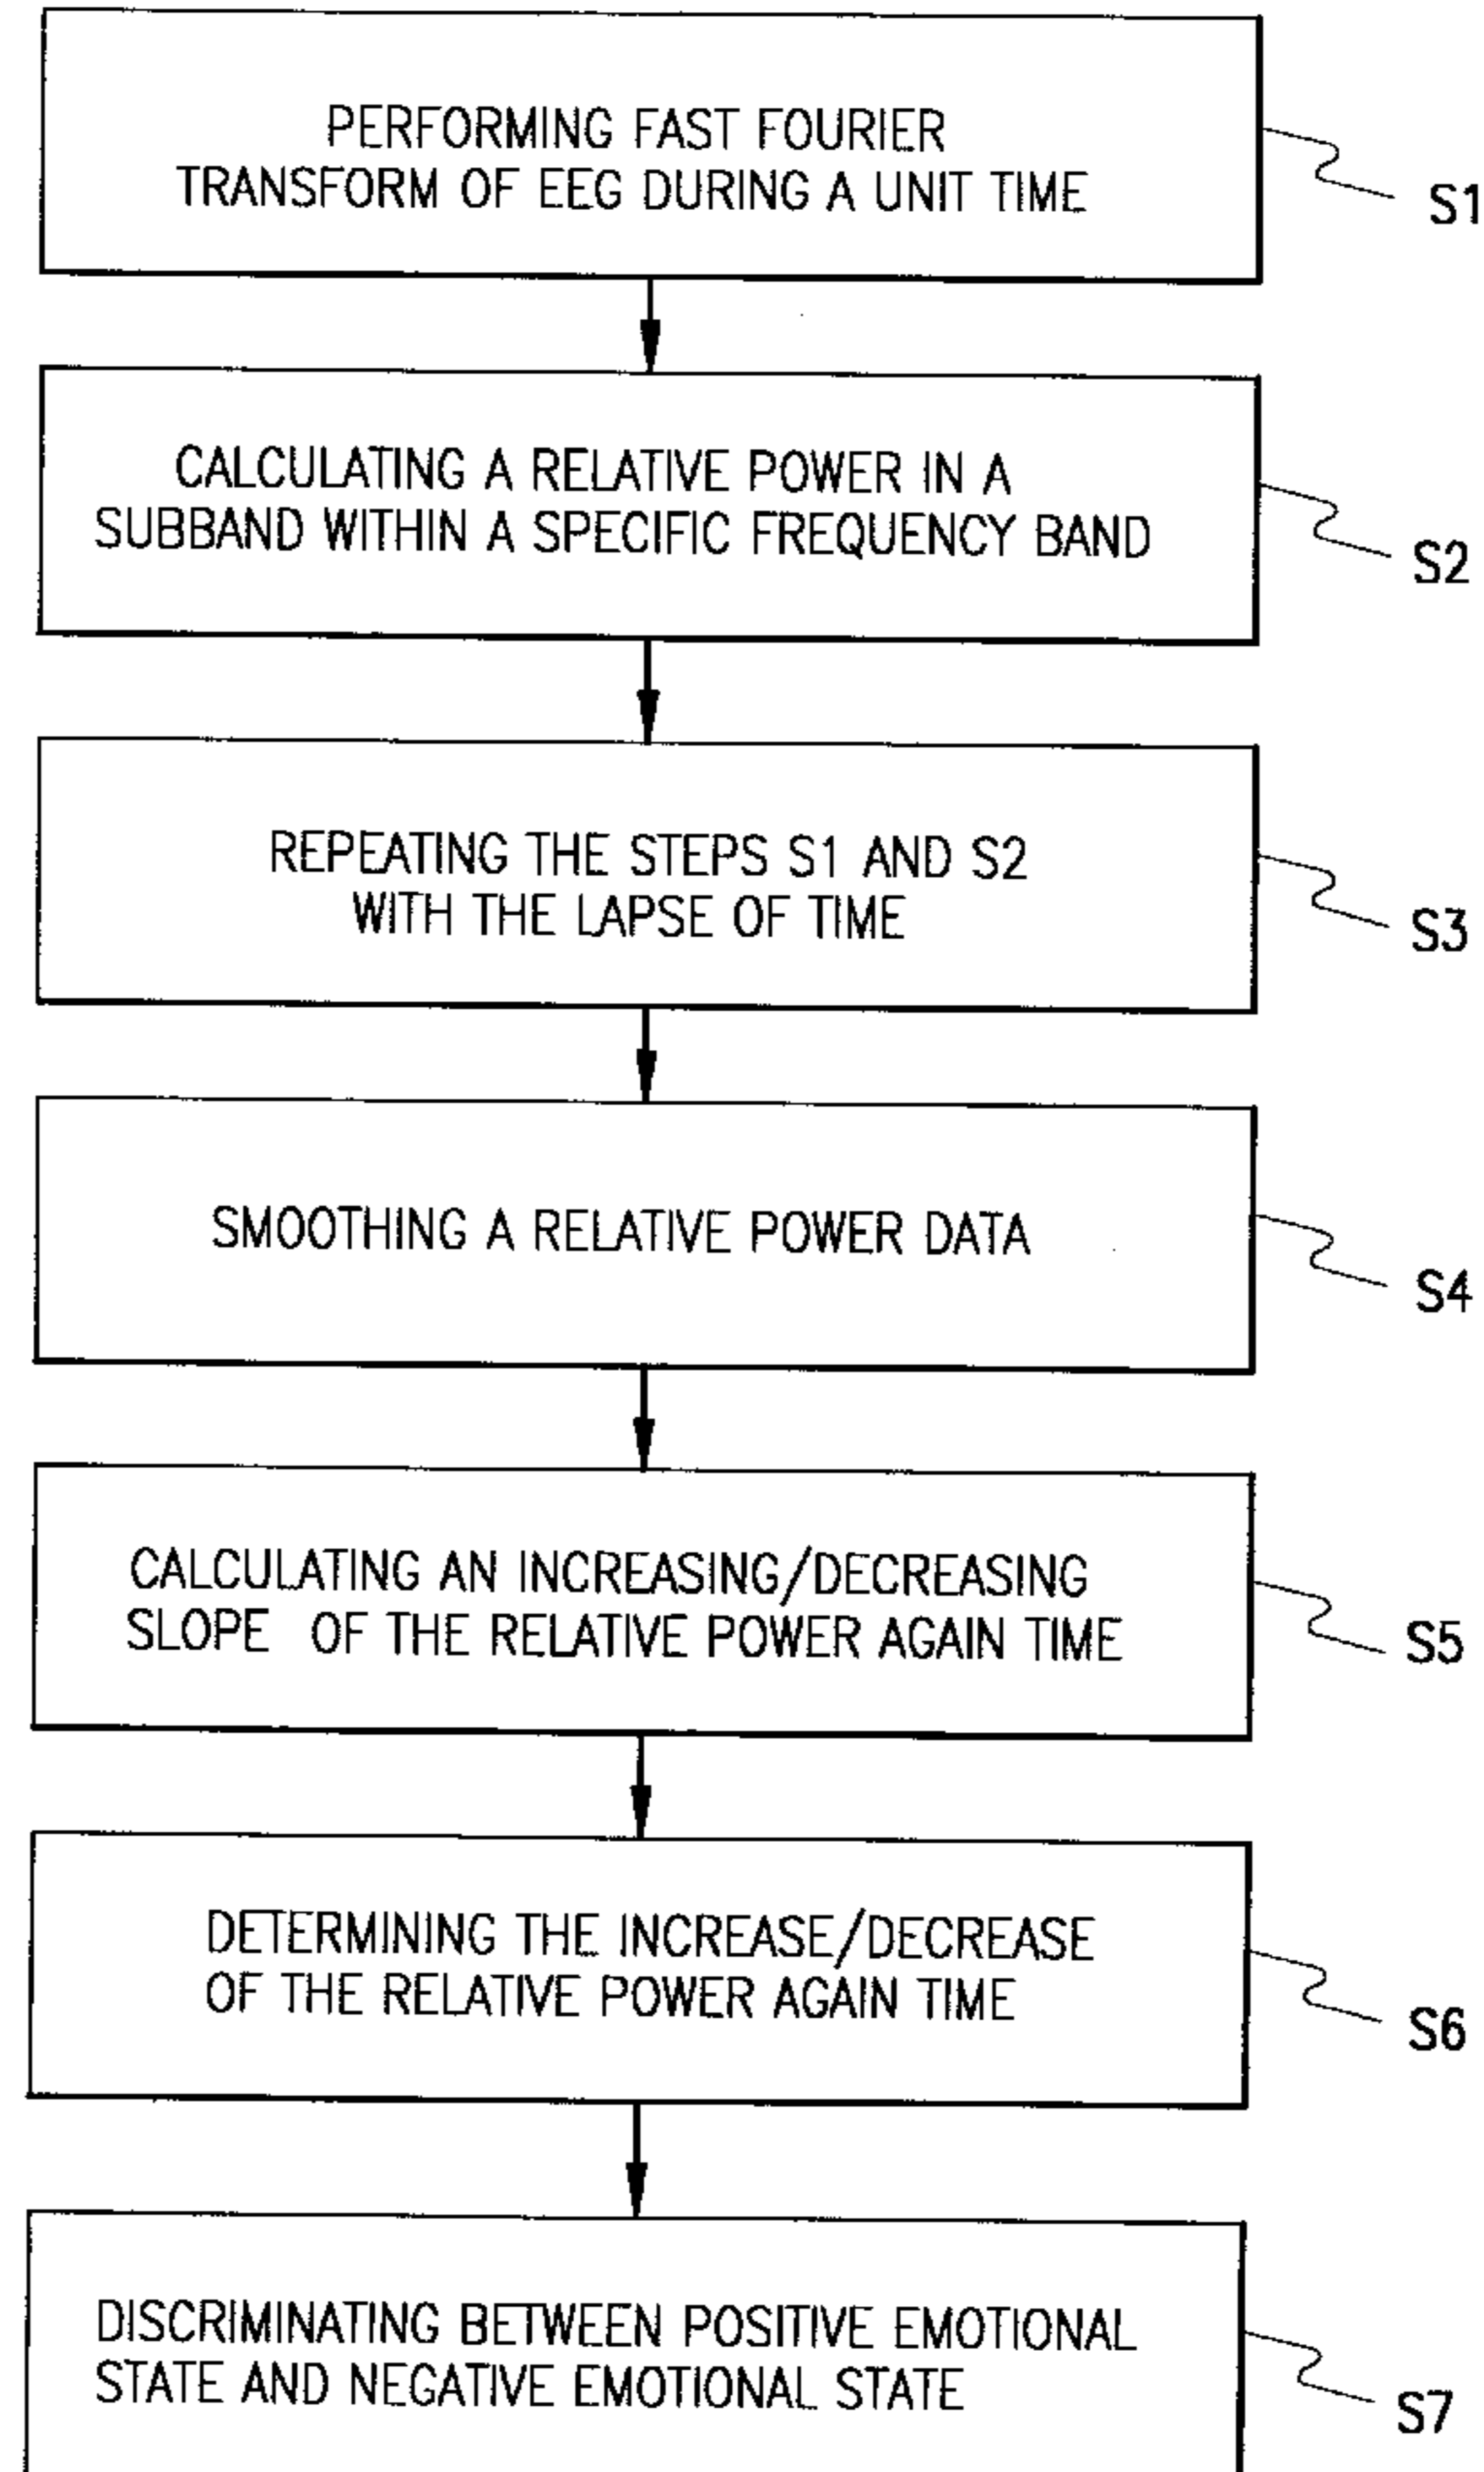 PERFORMING FAST FOURIER
TRANSFORM OF EEG DURING A UNIT TIME
S1
CALCULATING A RELATIVE POWER IN A
SUBBAND WITHIN A SPECIFIC FREQUENCY BAND
S2
REPEATING THE STEPS S1 AND S2
WITH THE LAPSE OF TIME
S3
SMOOTHING A RELATIVE POWER DATA
S4
CALCULATING AN INCREASING/DECREASING
SLOPE OF THE RELATIVE POWER AGAIN TIME
S5
DETERMINING THE INCREASE/DECREASE
OF THE RELATIVE POWER AGAIN TIME
S6
DISCRIMINATING BETWEEN POSITIVE EMOTIONAL
STATE AND NEGATIVE EMOTIONAL STATE
S7